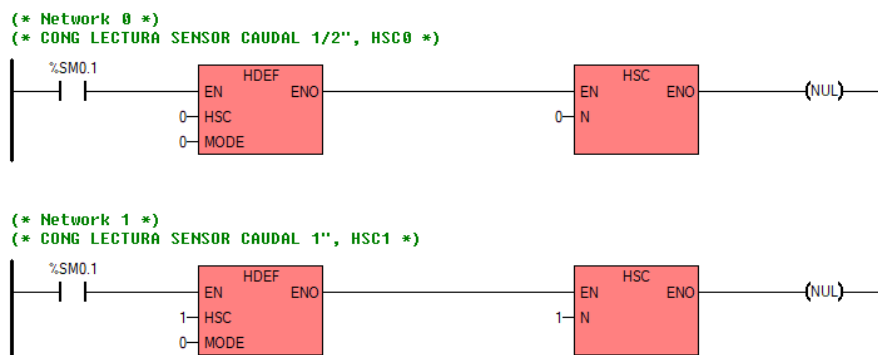 (* Network 0 *)
(* CONG LECTURA SENSOR CAUDAL 1/2", HSC0 *)
%SM0.1
HDEF
HSC
EN ENO
EN ENO
(NUL)
0 HSC
0 N
0 MODE
(* Network 1 *)
(* CONG LECTURA SENSOR CAUDAL 1", HSC1 *)
%SM0.1
HDEF
HSC
EN ENO
EN ENO
(NUL)
1 HSC
1 N
0 MODE